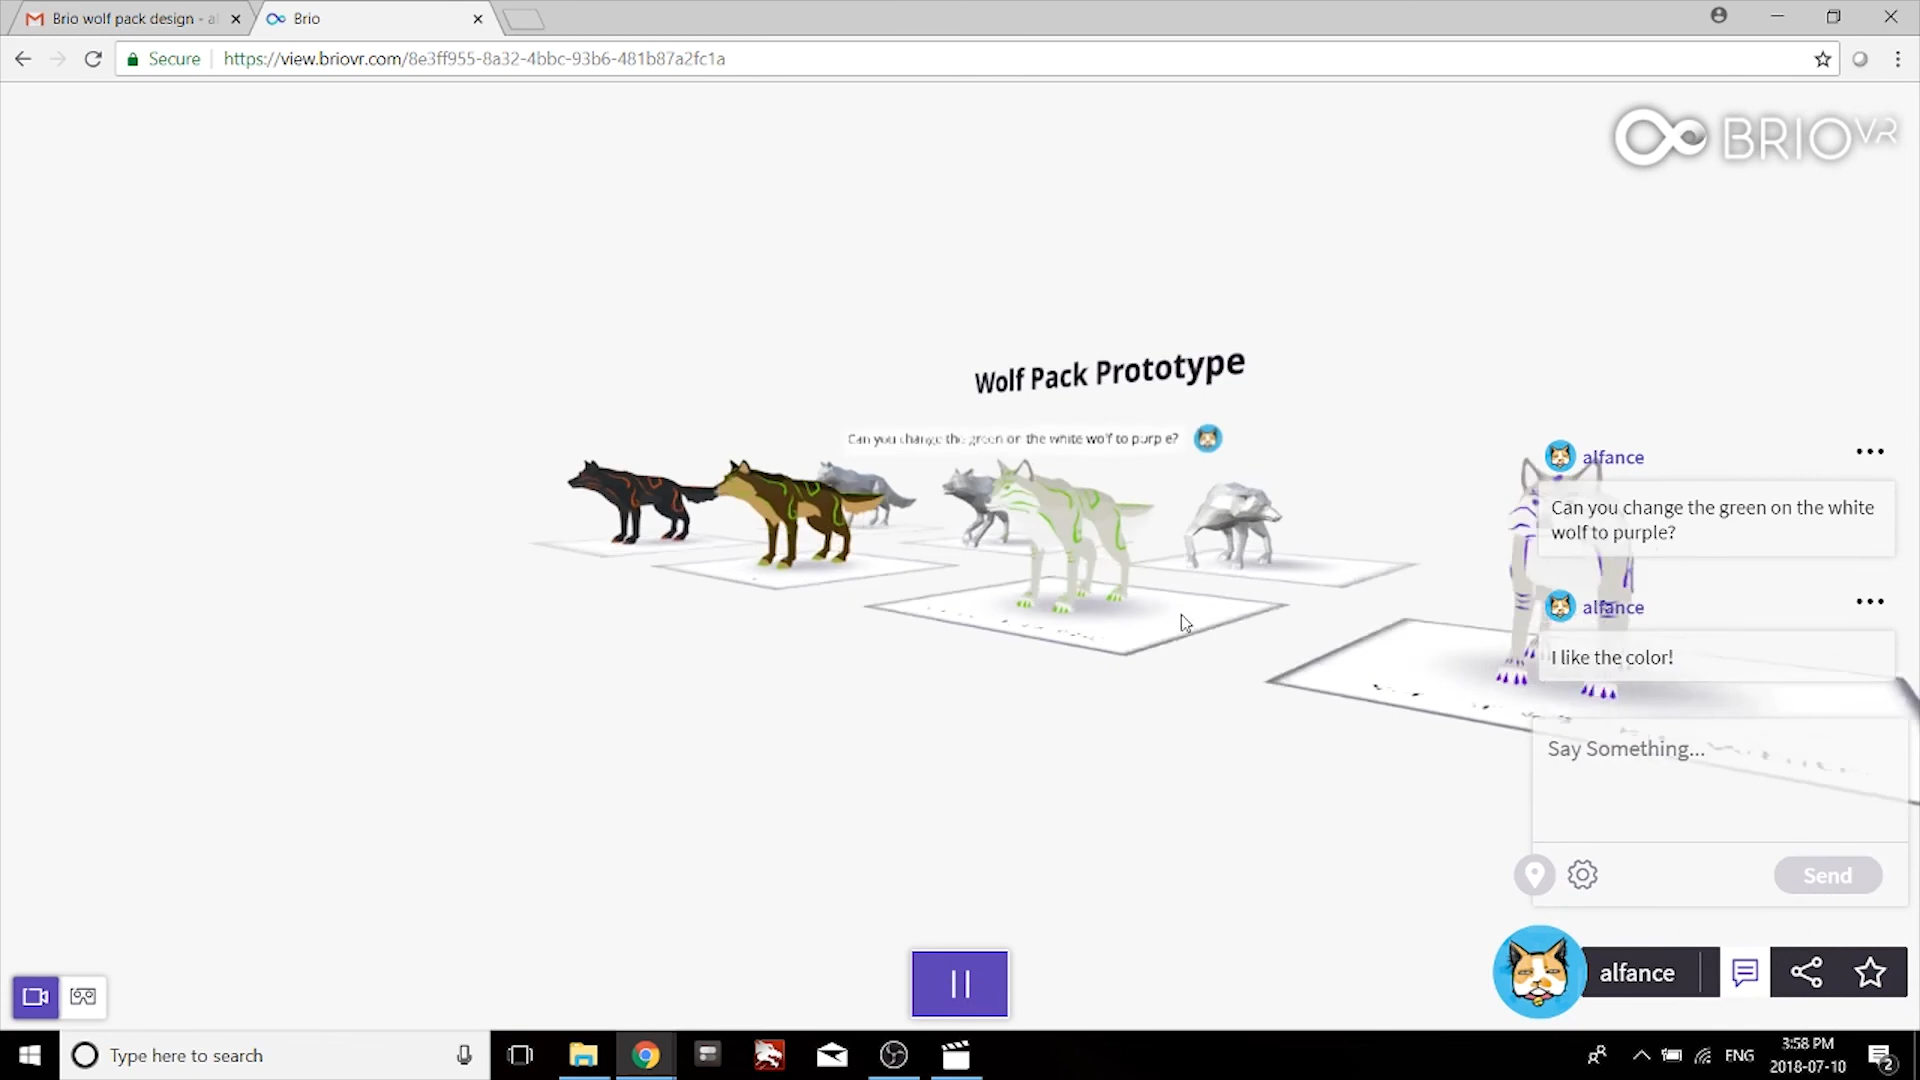 Brio wolf pack design - al
Brio
Secure
https://view.briovr.com/8e3ff955-8a32-4bbc-93b6-481b87a2fc1a
BRIOVR
Wolf Pack Prototype
Can you change the green on the white wolf to purple?
alfance
Can you change the green on the white
wolf to purple?
alfance
I like the color!
Say Something...
Send
alfance
Type here to search
ENG
3:58 PM
2018-07-10
2